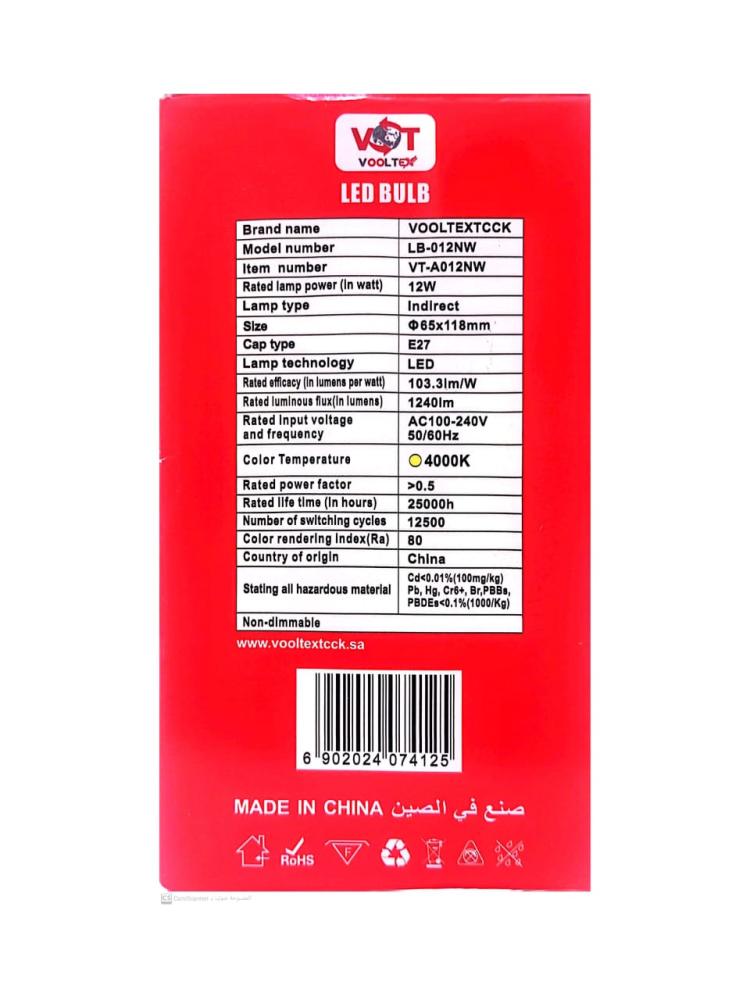 VOT
VOOLTEX
LED BULB
Brand name VOOLTEXTCCK
Model number LB-012NW
Item number VT-A012NW
Rated lamp power (in watt) 12W
Lamp type Indirect
Size Φ65x118mm
Cap type E27
Lamp technology LED
Rated efficacy (in lumens per watt) 103.3lm/W
Rated luminous flux(in lumens) 1240lm
Rated input voltage and frequency AC100-240V 50/60Hz
Color Temperature 4000K
Rated power factor >0.5
Rated life time (in hours) 25000h
Number of switching cycles 12500
Color rendering index(Ra) 80
Country of origin China
Stating all hazardous material Cd<0.01%(100mg/kg)
Pb, Hg, Cr6+, Br,PBBs,
PBDEs<0.1%(1000/Kg)
Non-dimmable
www.vooltextcck.sa
6 902024 074125
MADE IN CHINA صنع في الصين
RoHS
F
CS CamScanner